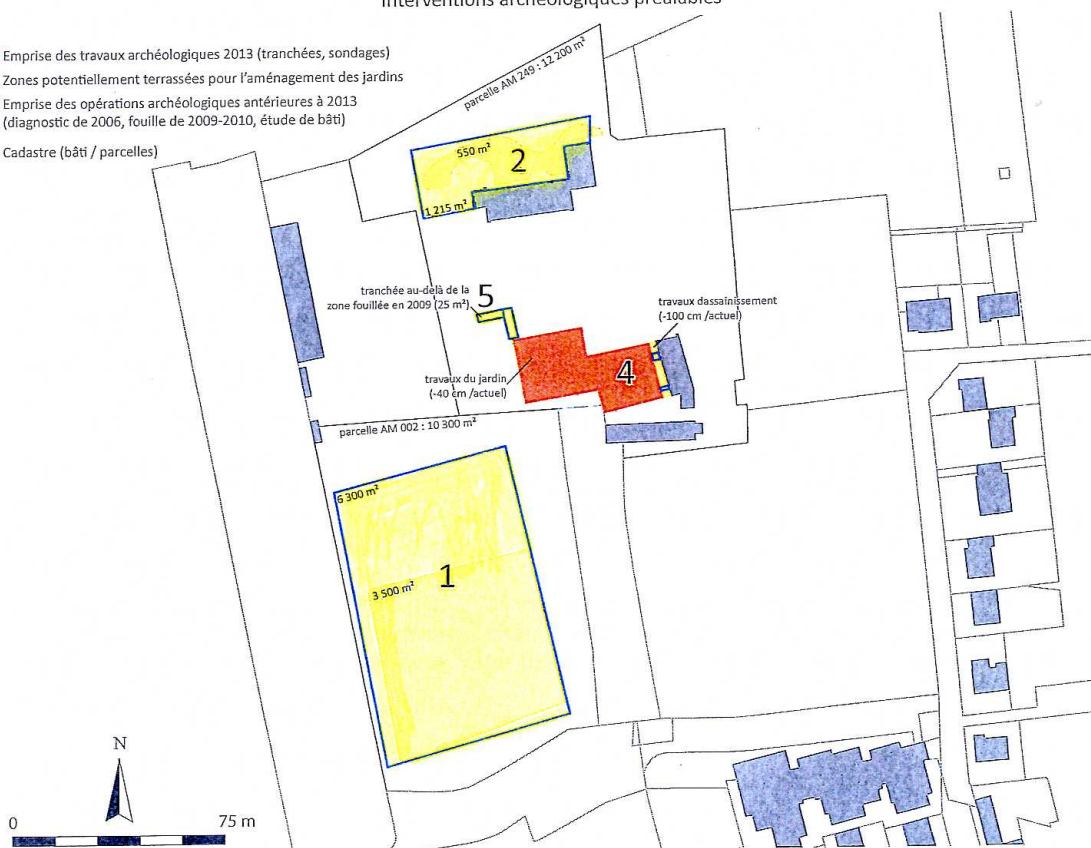 Interventions archéologiques préalables
Emprise des travaux archéologiques 2013 (tranchées, sondages)
Zones potentiellement terrassées pour l'aménagement des jardins
Emprise des opérations archéologiques antérieures à 2013
(diagnostic de 2006, fouille de 2009-2010, étude de bâti)
Cadastre (bâti / parcelles)
parcelle AM 249 : 12 200 m²
550 m²
2
1 215 m²
tranchée au-delà de la
zone fouillée en 2009 (25 m²)
5
travaux dassainissement
(-100 cm /actuel)
travaux du jardin
(-40 cm /actuel)
4
parcelle AM 002 : 10 300 m²
6 300 m²
1
3 500 m²
N
0
75 m